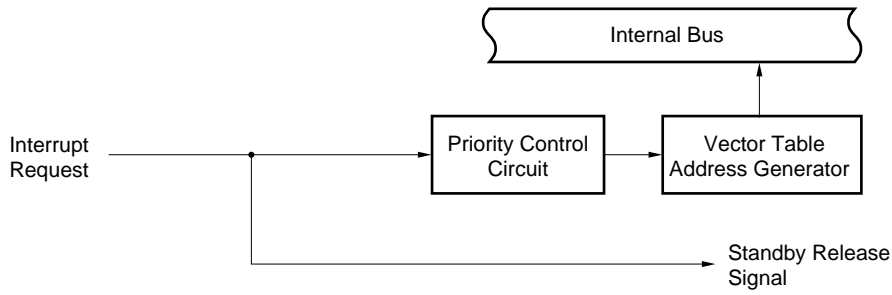 Internal Bus
Interrupt
Request
Priority Control
Circuit
Vector Table
Address Generator
Standby Release
Signal